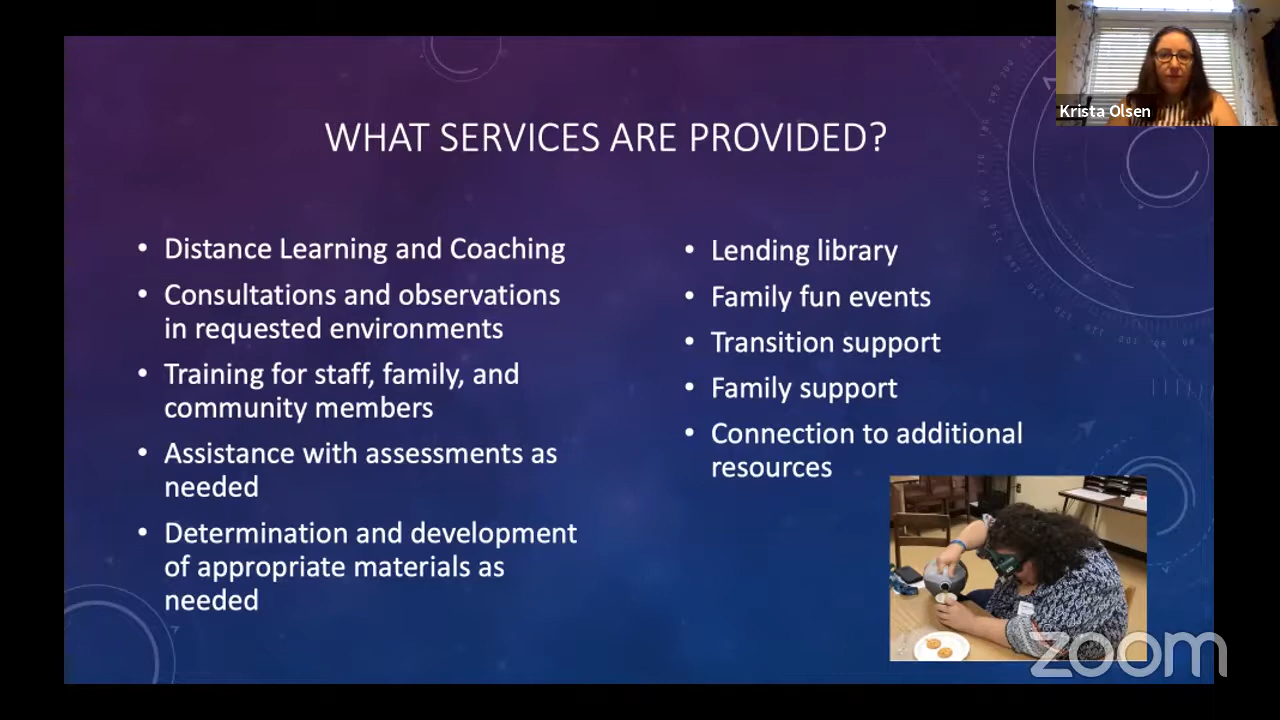 Krista Olsen
WHAT SERVICES ARE PROVIDED?
• Distance Learning and Coaching
• Consultations and observations
in requested environments
• Training for staff, family, and
community members
• Assistance with assessments as
needed
• Determination and development
of appropriate materials as
needed
• Lending library
• Family fun events
• Transition support
• Family support
• Connection to additional
resources
zoom